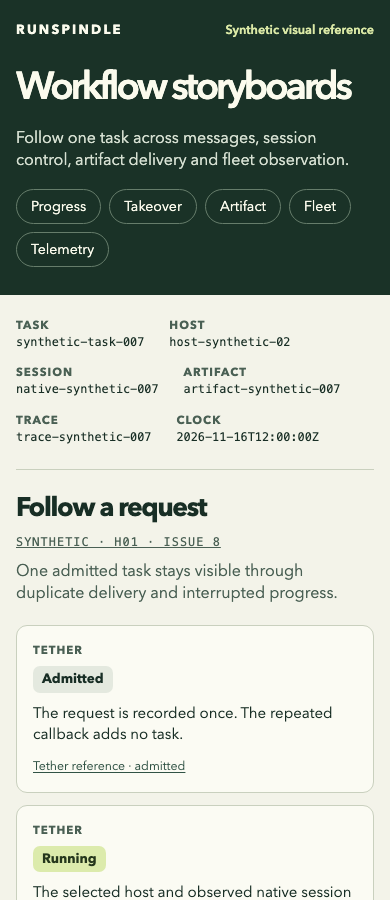 RUNSPINDLE
Synthetic visual reference
Workflow storyboards
Follow one task across messages, session
control, artifact delivery and fleet observation.
Progress
Takeover
Artifact
Fleet
Telemetry
TASK
synthetic-task-007
HOST
host-synthetic-02
SESSION
native-synthetic-007
ARTIFACT
artifact-synthetic-007
TRACE
trace-synthetic-007
CLOCK
2026-11-16T12:00:00Z
Follow a request
SYNTHETIC · H01 · ISSUE 8
One admitted task stays visible through
duplicate delivery and interrupted progress.
TETHER
Admitted
The request is recorded once. The repeated
callback adds no task.
Tether reference · admitted
TETHER
Running
The selected host and observed native session